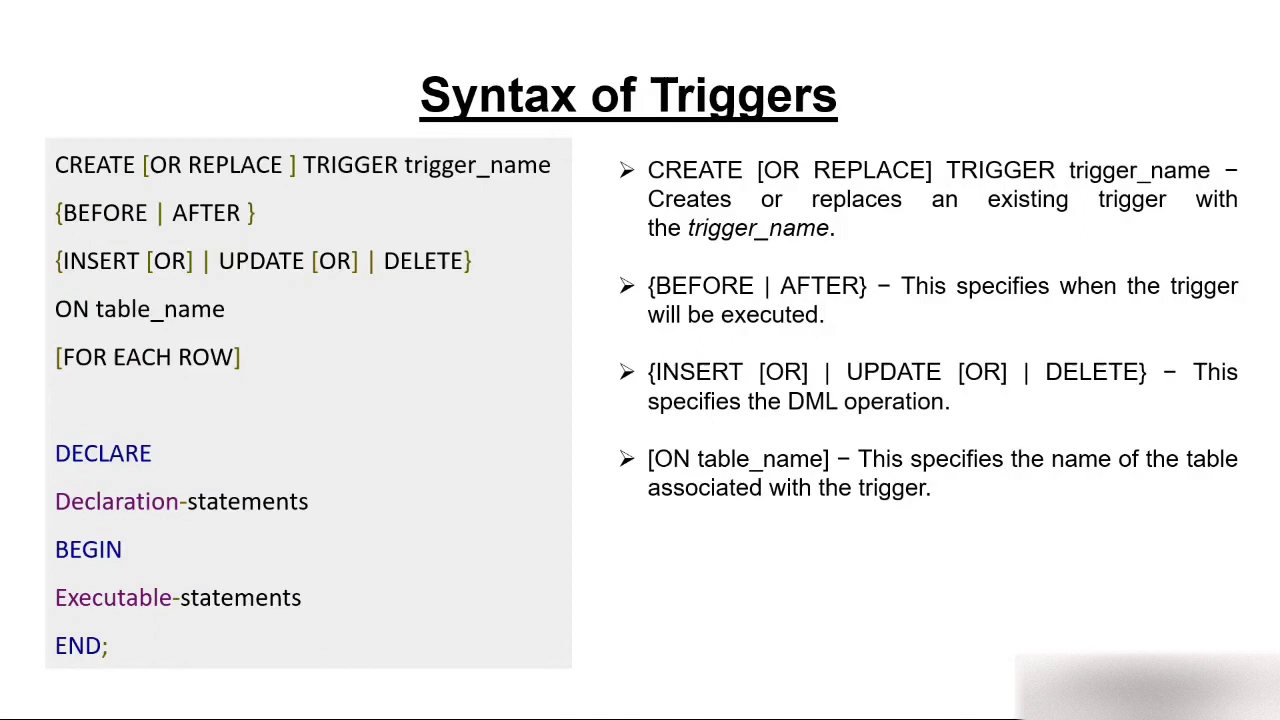 Syntax of Triggers
CREATE [OR REPLACE ] TRIGGER trigger_name
{BEFORE | AFTER }
{INSERT [OR] | UPDATE [OR] | DELETE}
ON table_name
[FOR EACH ROW]
DECLARE
Declaration-statements
BEGIN
Executable-statements
END;
➢ CREATE [OR REPLACE] TRIGGER trigger_name −
Creates or replaces an existing trigger with
the trigger_name.
➢ {BEFORE | AFTER} − This specifies when the trigger
will be executed.
➢ {INSERT [OR] | UPDATE [OR] | DELETE} − This
specifies the DML operation.
➢ [ON table_name] − This specifies the name of the table
associated with the trigger.